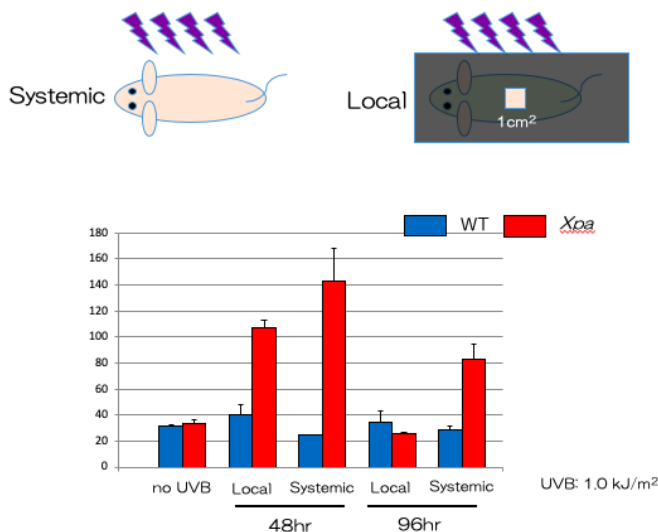 Systemic
Local
1cm²
WT
Xpa
180
160
140
120
100
80
60
40
20
0
no UVB
Local
Systemic
Local
Systemic
48hr
96hr
UVB: 1.0 kJ/m²